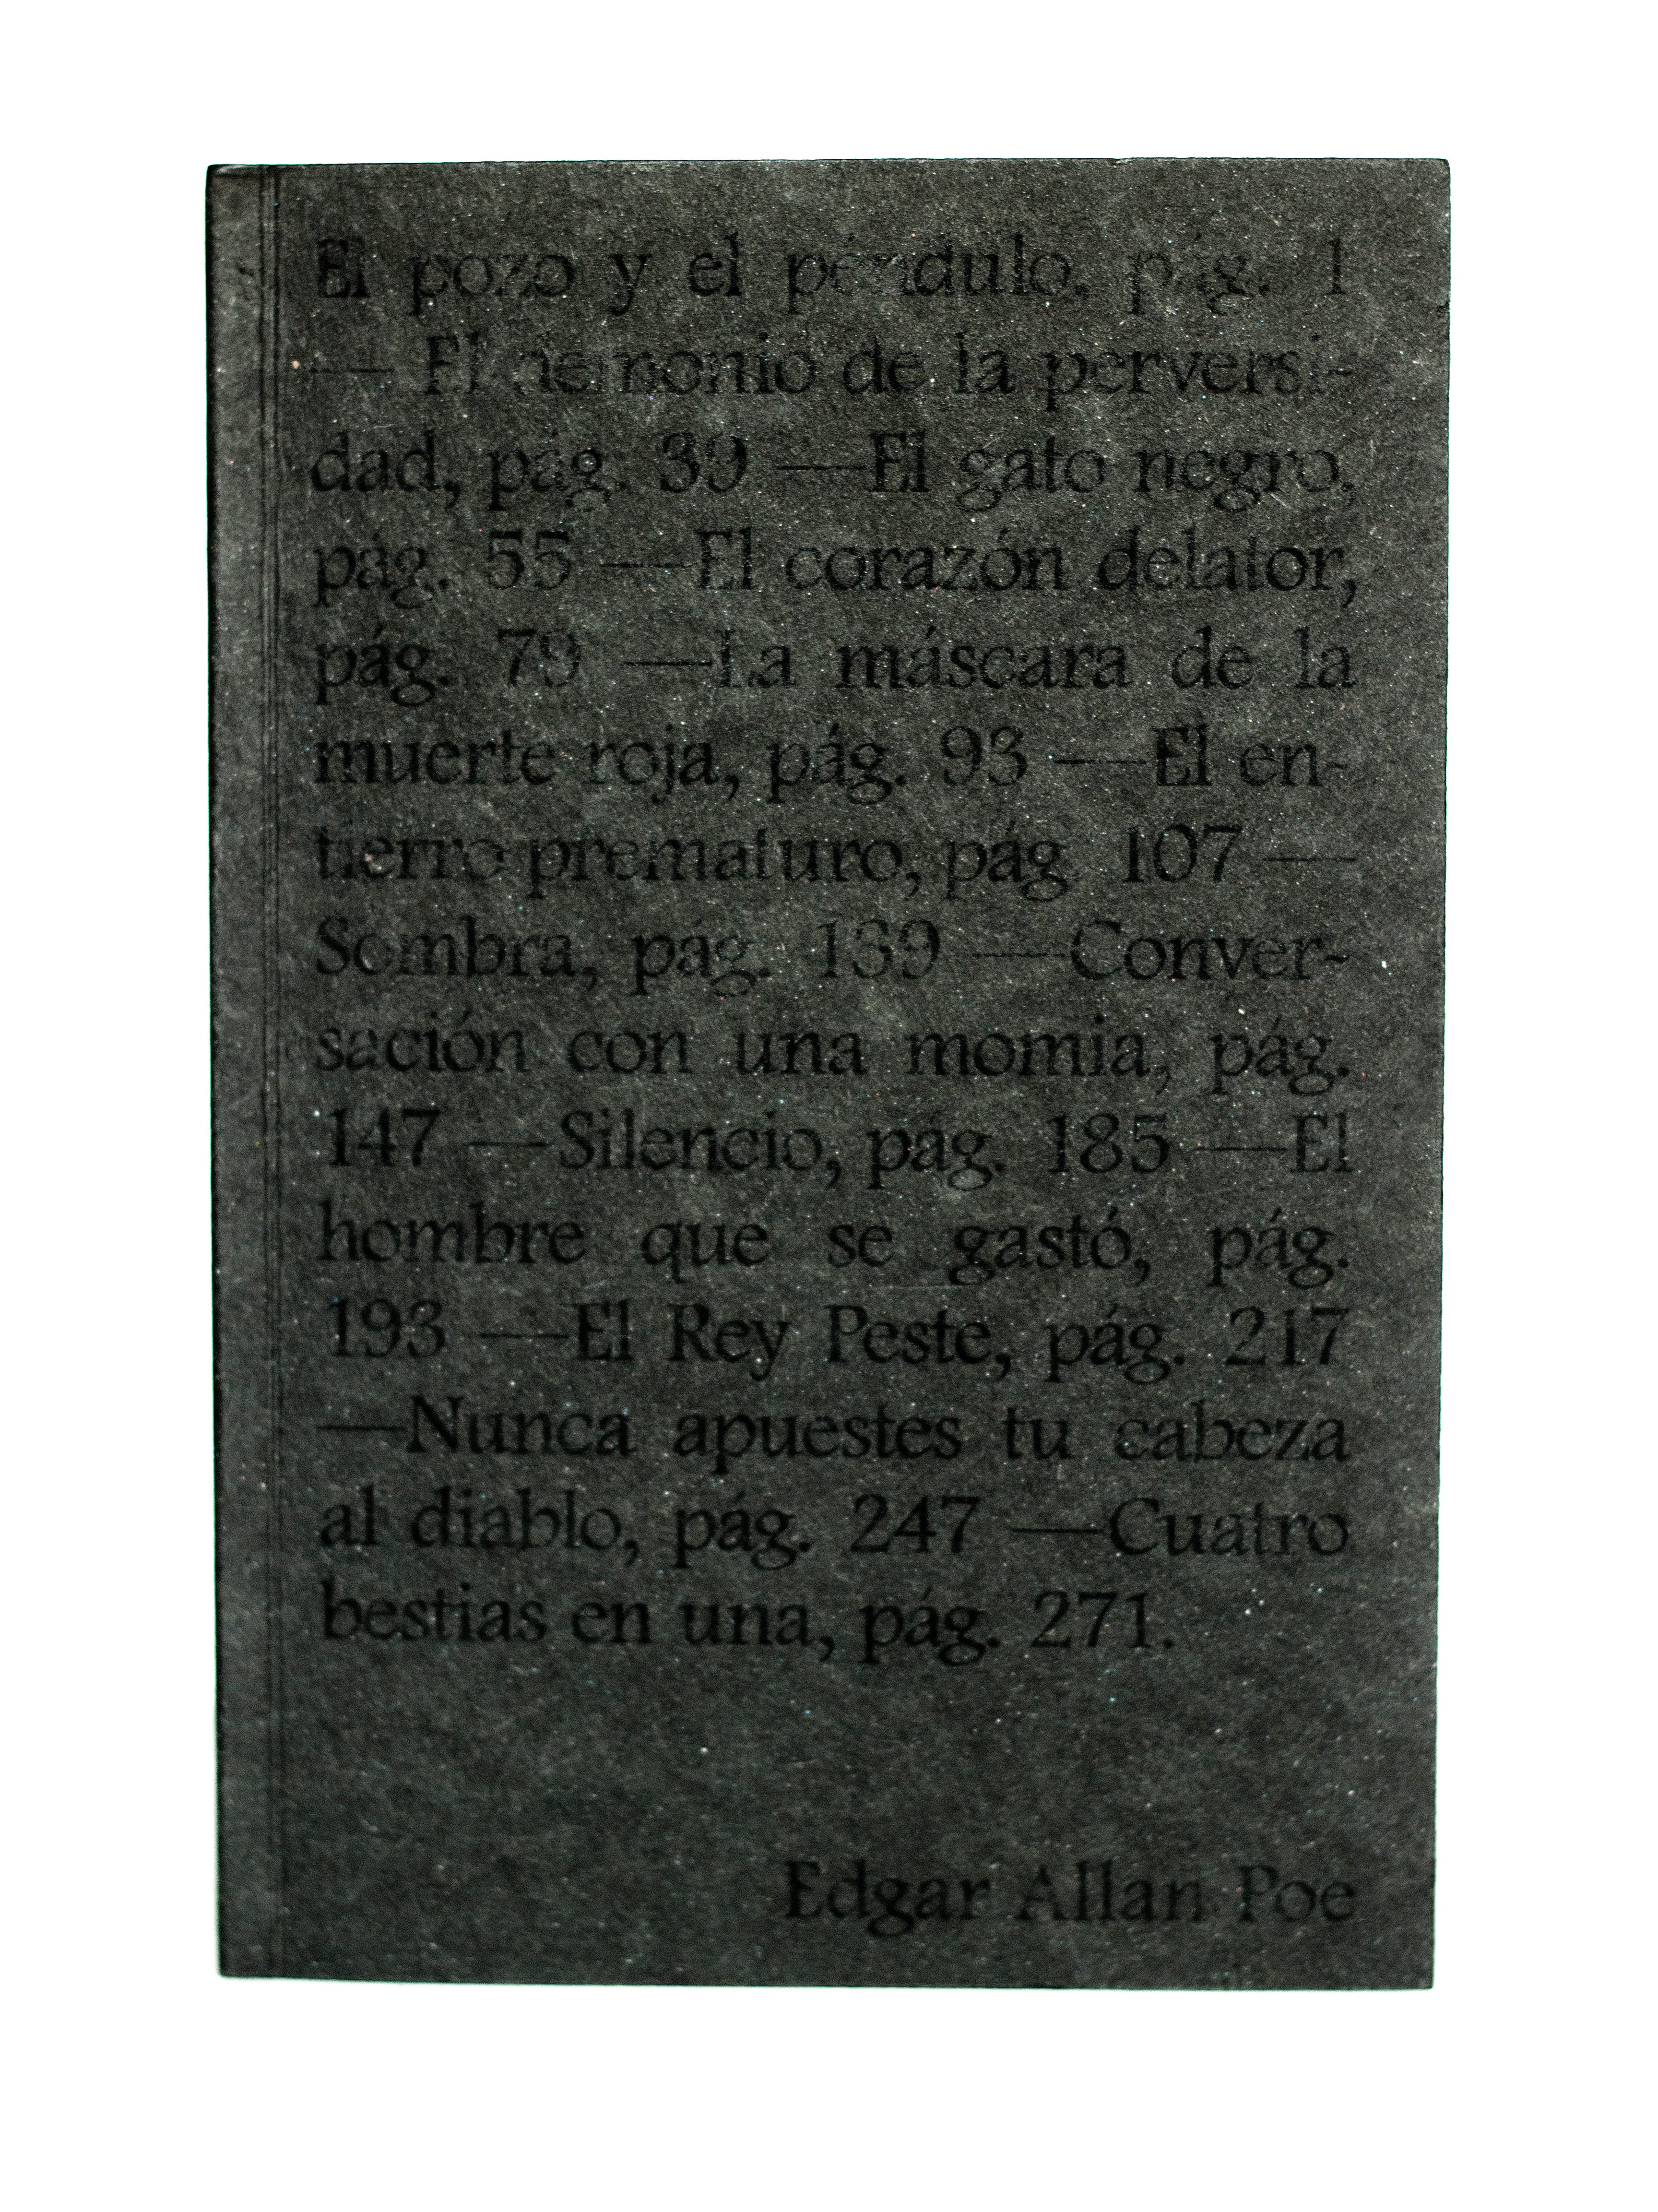 El pozo y el péndulo, pág. 1
— El demonio de la perversi-
dad, pág. 39 —El gato negro,
pág. 55 —El corazón delator,
pág. 79 —La máscara de la
muerte roja, pág. 93 —El en-
tierro prematuro, pág. 107 —
Sombra, pág. 139 —Conver-
sación con una momia, pág.
147 —Silencio, pág. 185 —El
hombre que se gastó, pág.
193 —El Rey Peste, pág. 217
—Nunca apuestes tu cabeza
al diablo, pág. 247 —Cuatro
bestias en una, pág. 271.
Edgar Allan Poe